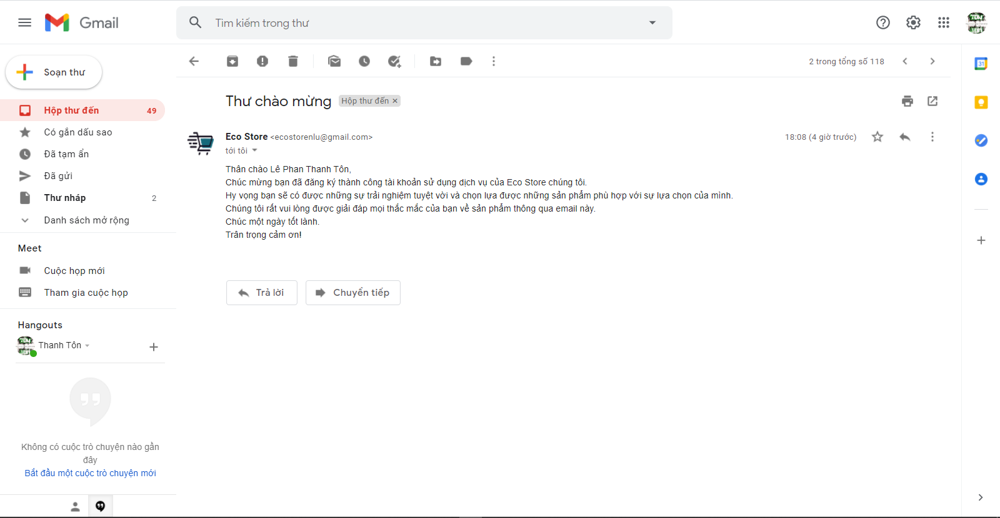 Gmail
Tìm kiếm trong thư
Soạn thư
2 trong tổng số 118
31
Hộp thư đến 49
Có gắn dấu sao
Đã tạm ẩn
Đã gửi
Thư nháp 2
Danh sách mở rộng
Meet
Cuộc họp mới
Tham gia cuộc họp
Hangouts
Thanh Tôn
Không có cuộc trò chuyện nào gần
đây
Bắt đầu một cuộc trò chuyện mới
Thư chào mừng Hộp thư đến ×
Eco Store <ecostorenlu@gmail.com> 18:08 (4 giờ trước)
tới tôi
Thân chào Lê Phan Thanh Tôn,
Chúc mừng bạn đã đăng ký thành công tài khoản sử dụng dịch vụ của Eco Store chúng tôi.
Hy vọng bạn sẽ có được những sự trải nghiệm tuyệt vời và chọn lựa được những sản phẩm phù hợp với sự lựa chọn của mình.
Chúng tôi rất vui lòng được giải đáp mọi thắc mắc của bạn về sản phẩm thông qua email này.
Chúc một ngày tốt lành.
Trân trọng cảm ơn!
Trả lời
Chuyển tiếp